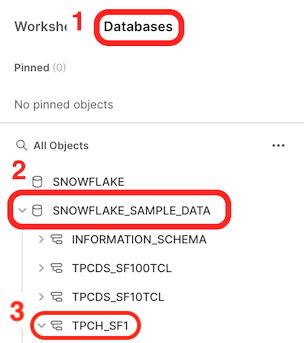 Workshe 1 Databases
Pinned (0)
No pinned objects
All Objects ...
2
SNOWFLAKE
SNOWFLAKE_SAMPLE_DATA
INFORMATION_SCHEMA
TPCDS_SF100TCL
TPCDS_SF10TCL
3 TPCH_SF1